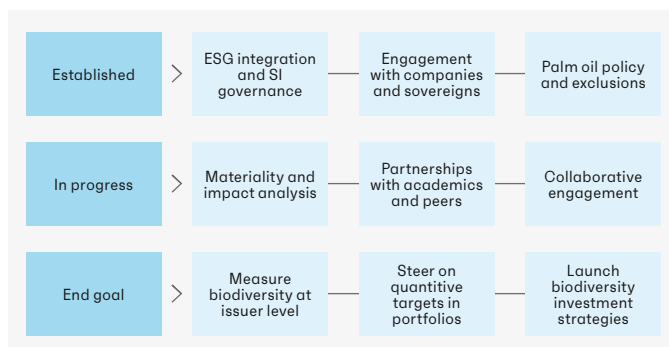 Established
ESG integration
and SI
governance
Engagement
with companies
and sovereigns
Palm oil policy
and exclusions
In progress
Materiality and
impact analysis
Partnerships
with academics
and peers
Collaborative
engagement
End goal
Measure
biodiversity at
issuer level
Steer on
quantitive
targets in
portfolios
Launch
biodiversity
investment
strategies